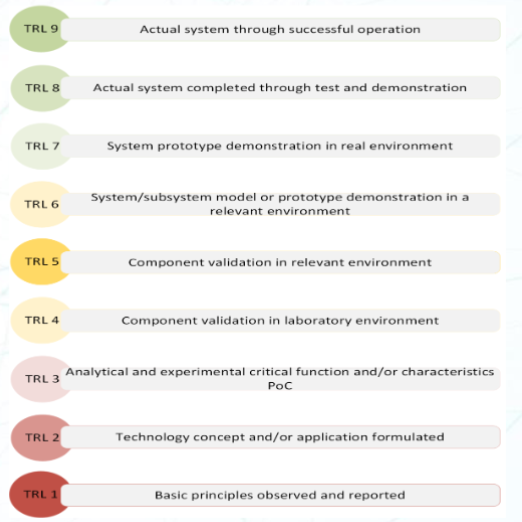 TRL 9 Actual system through successful operation
TRL 8 Actual system completed through test and demonstration
TRL 7 System prototype demonstration in real environment
TRL 6 System/subsystem model or prototype demonstration in a
relevant environment
TRL 5 Component validation in relevant environment
TRL 4 Component validation in laboratory environment
TRL 3 Analytical and experimental critical function and/or characteristics
PoC
TRL 2 Technology concept and/or application formulated
TRL 1 Basic principles observed and reported